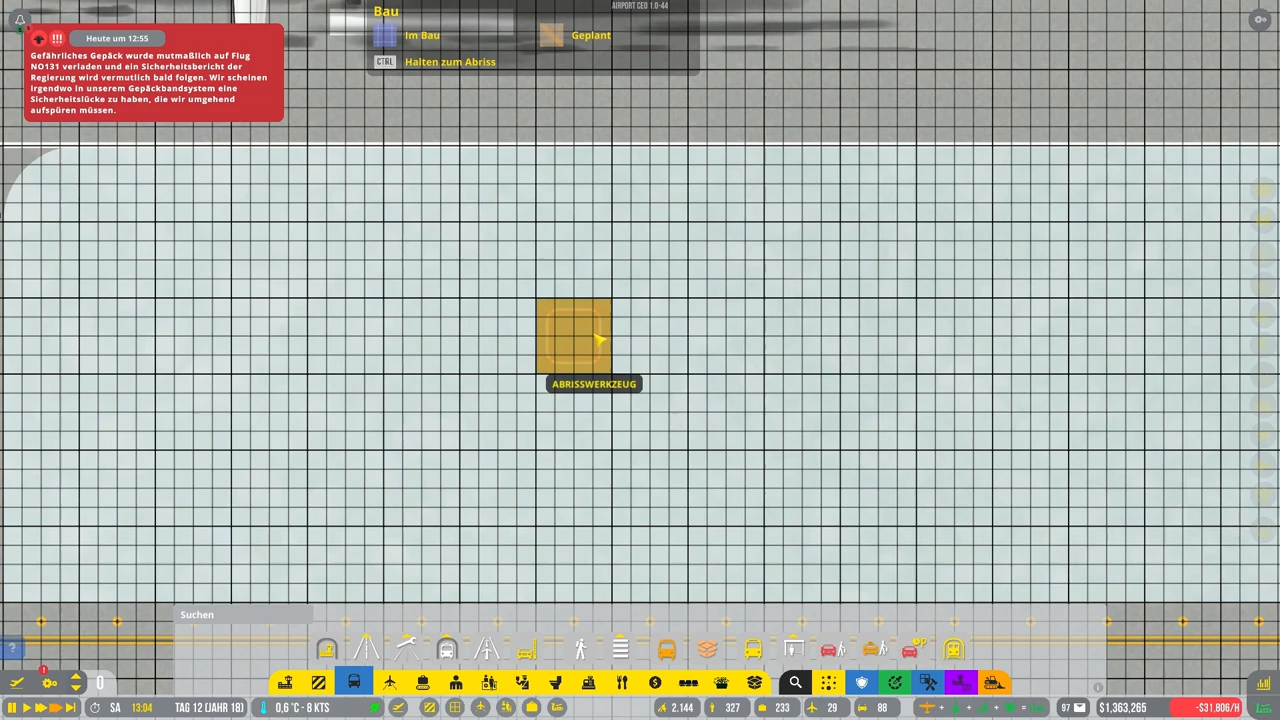 AIRPORT CEO 1.0-44
Bau
Im Bau
Geplant
CTRL
Halten zum Abriss
!!!
Heute um 12:55
Gefährliches Gepäck wurde mutmaßlich auf Flug
NO131 verladen und ein Sicherheitsbericht der
Regierung wird vermutlich bald folgen. Wir scheinen
irgendwo in unserem Gepäckbandsystem eine
Sicherheitslücke zu haben, die wir umgehend
aufspüren müssen.
ABRISSWERKZEUG
Suchen
?
0
SA
13:04
TAG 12 (JAHR 18)
0,6°C - 8 KTS
2.144
327
233
29
88
97
$1,363,265
-$31,806/H